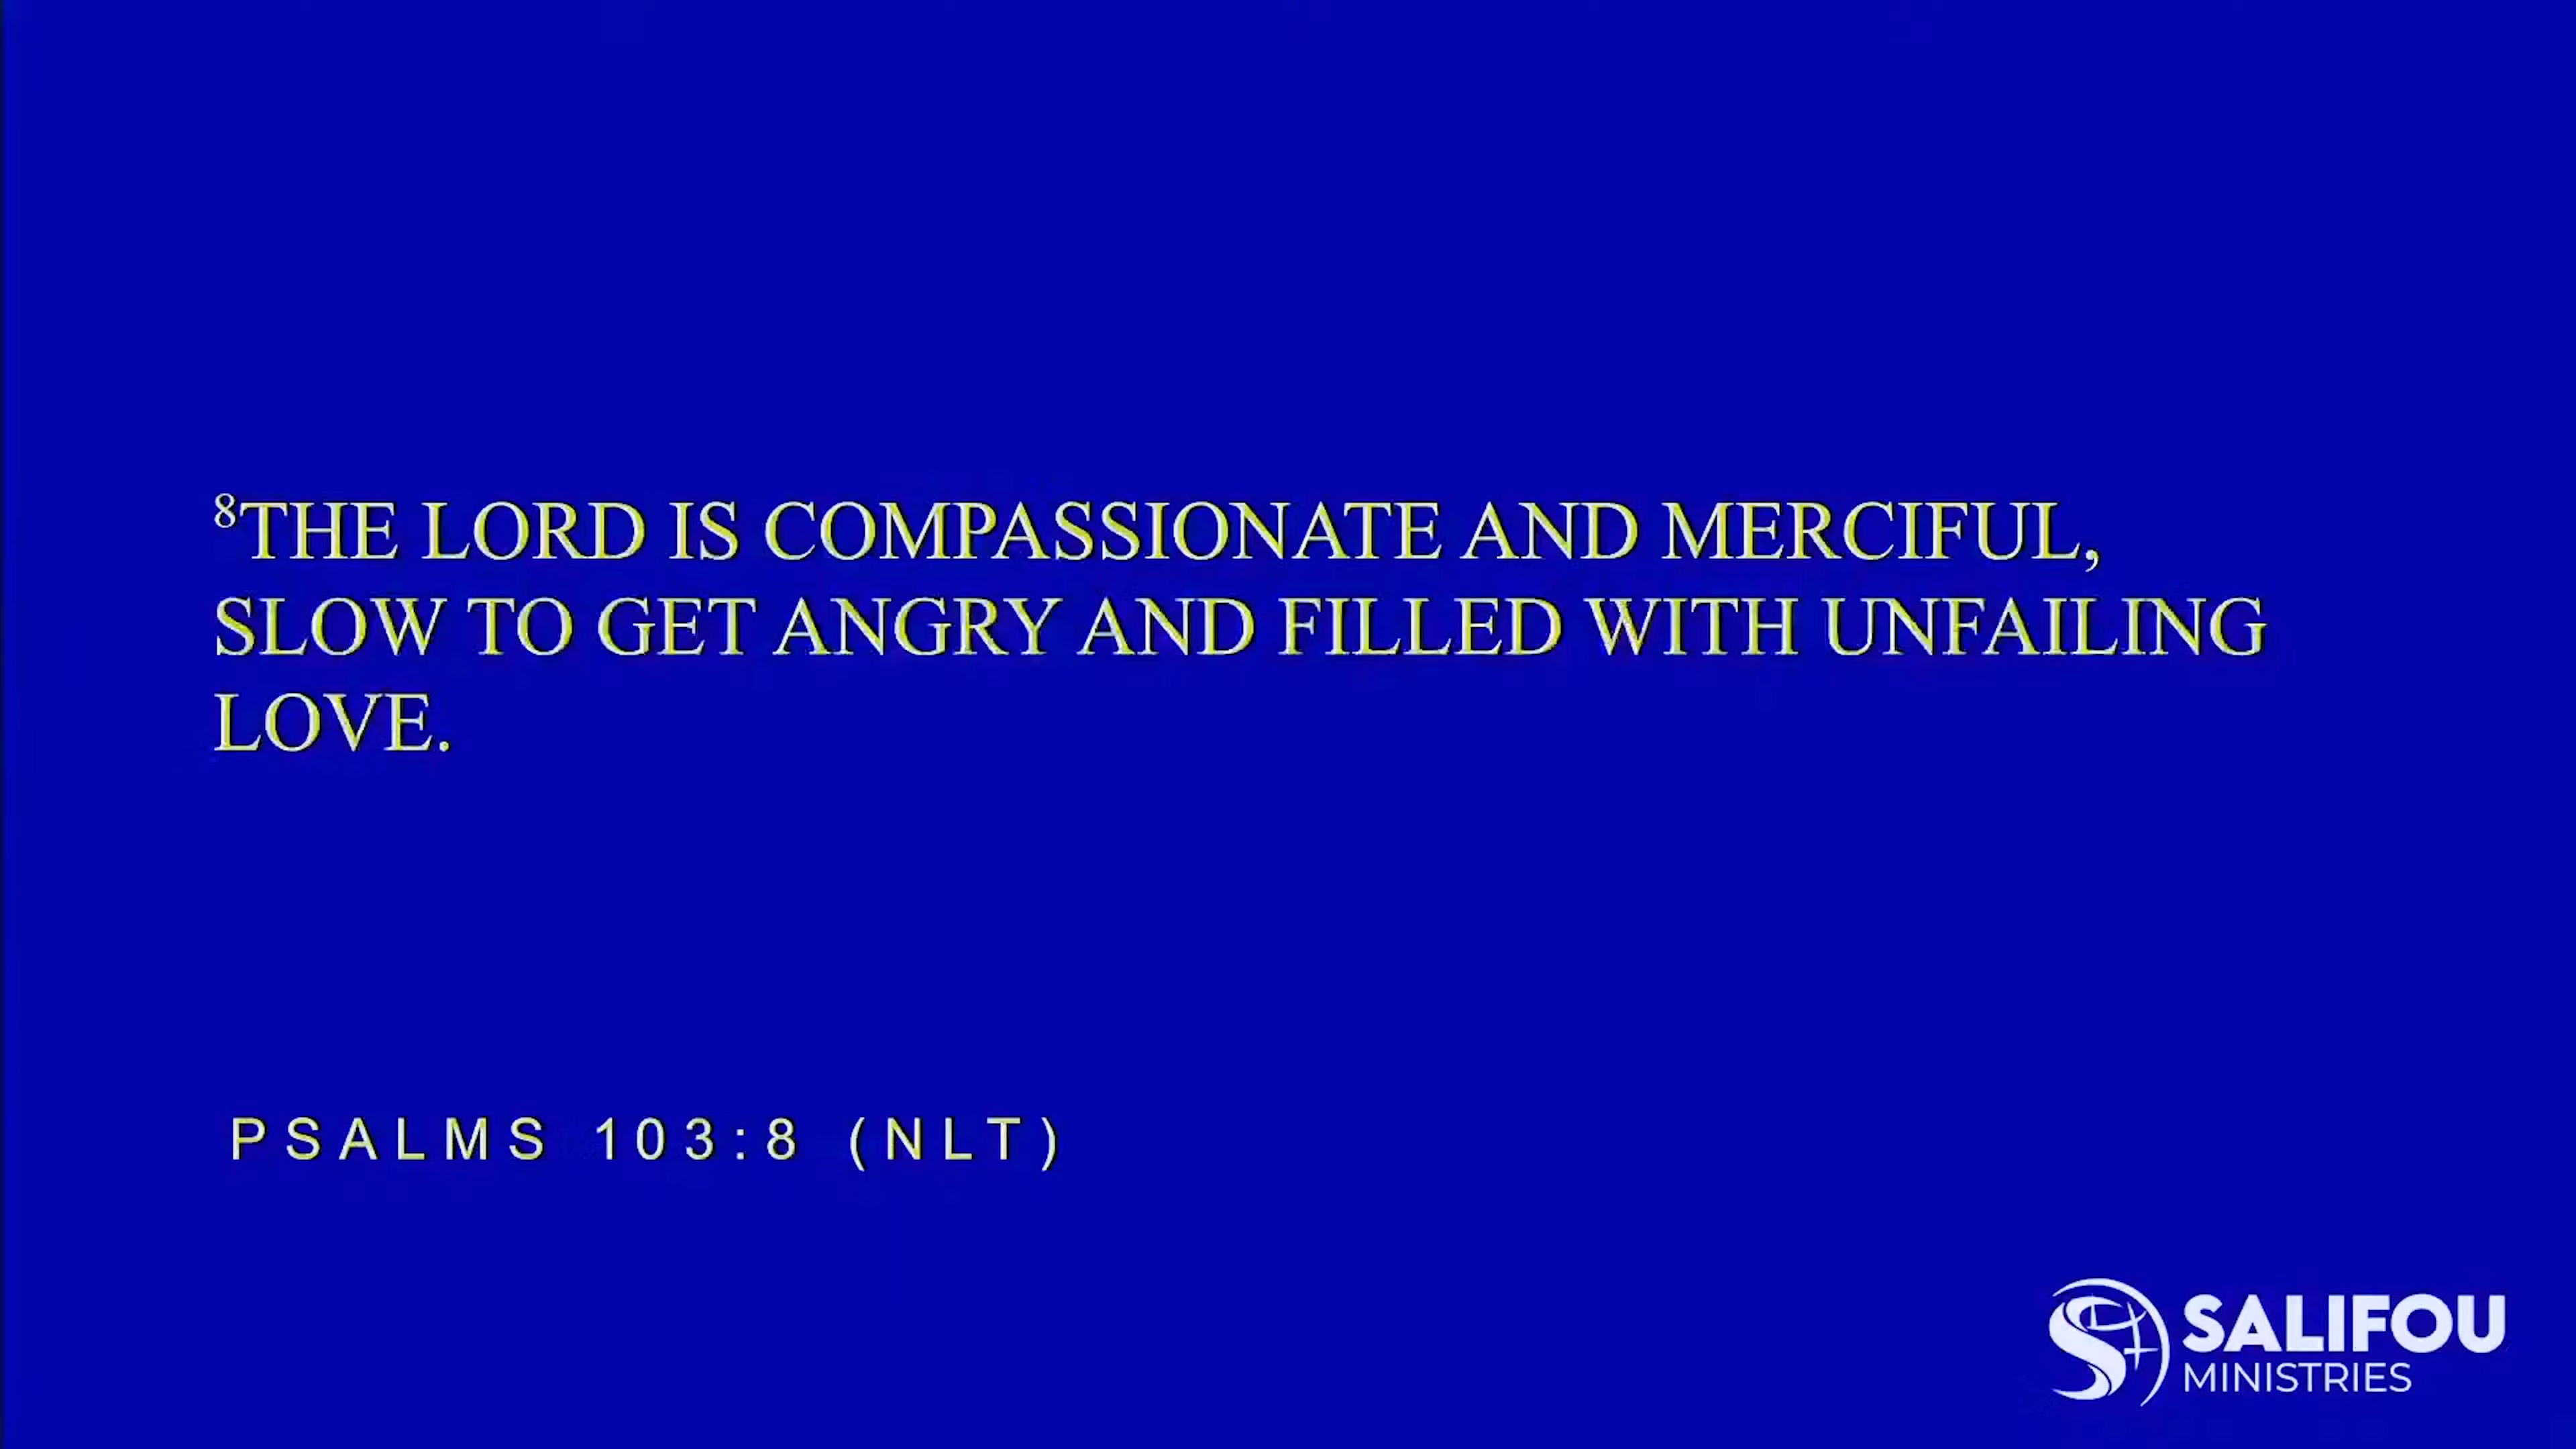 ⁸THE LORD IS COMPASSIONATE AND MERCIFUL,
SLOW TO GET ANGRY AND FILLED WITH UNFAILING
LOVE.
PSALMS 103:8 (NLT)
SALIFOU
MINISTRIES